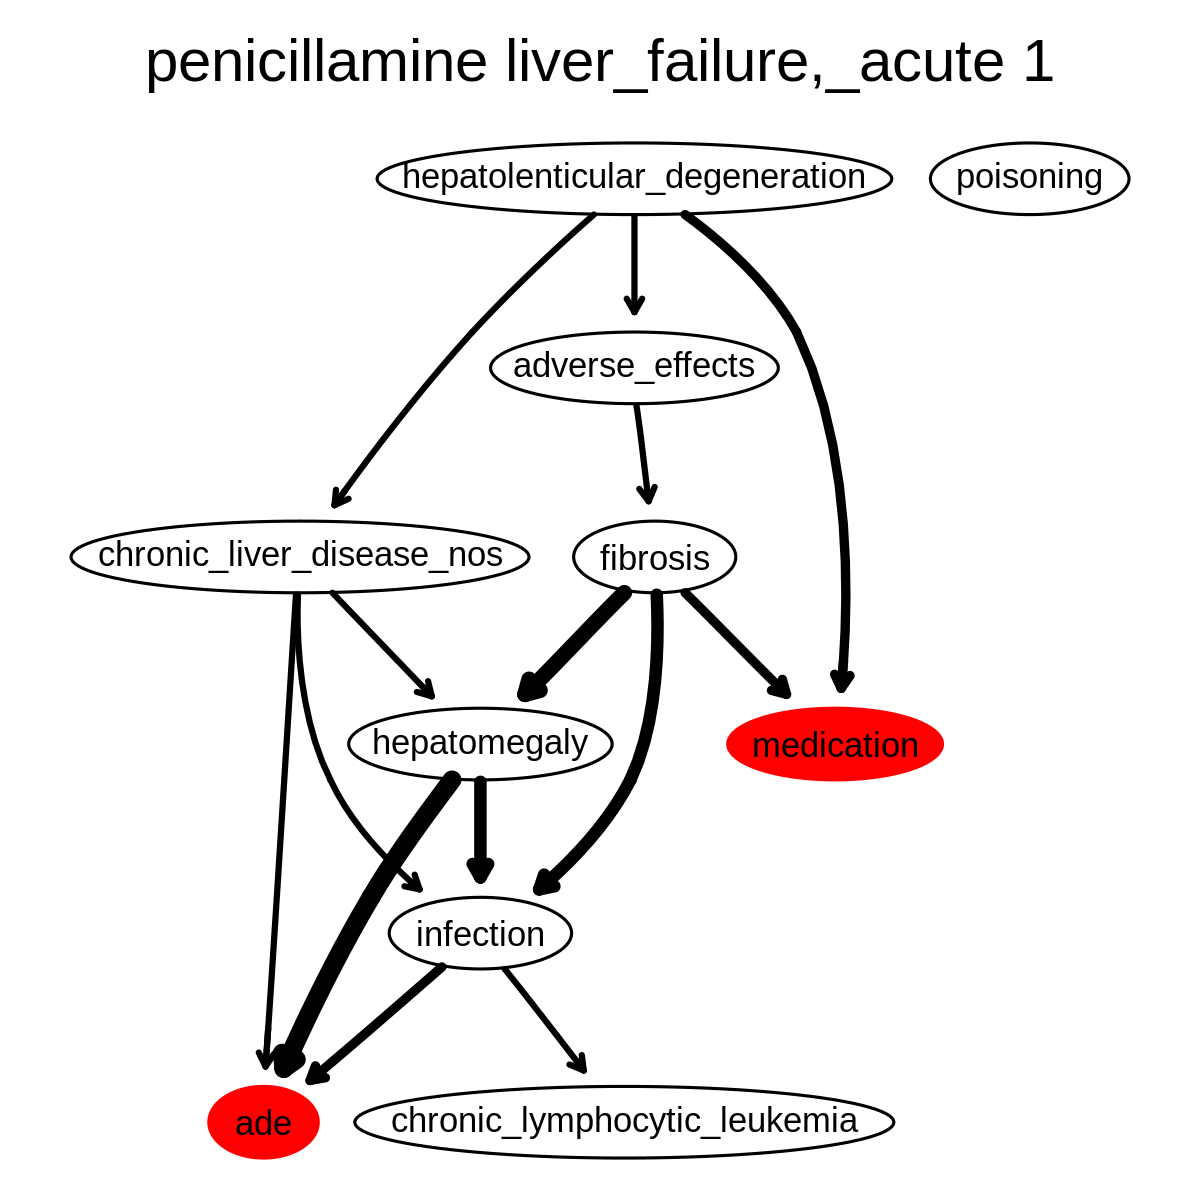 penicillamine liver_failure,_acute 1
hepatolenticular_degeneration
poisoning
adverse_effects
chronic_liver_disease_nos
fibrosis
hepatomegaly
medication
infection
ade
chronic_lymphocytic_leukemia